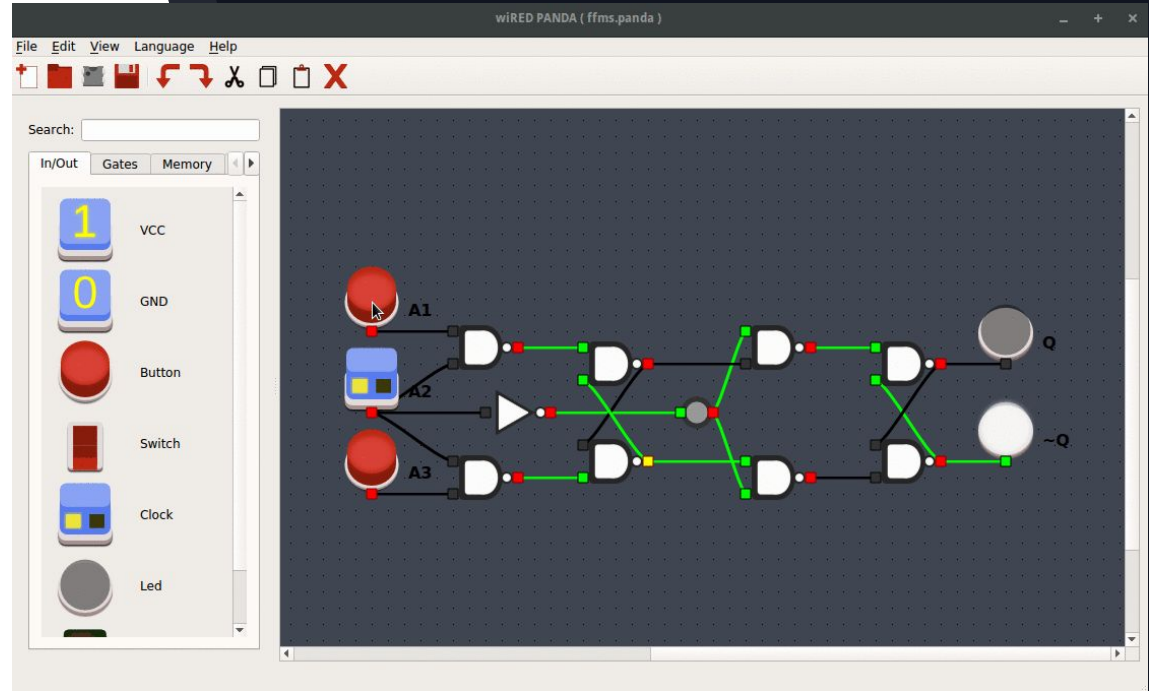 wiRED PANDA ( ffms.panda )
File Edit View Language Help
Search:
In/Out Gates Memory
1 VCC
0 GND
Button
Switch
Clock
Led
A1
A2
A3
Q
~Q